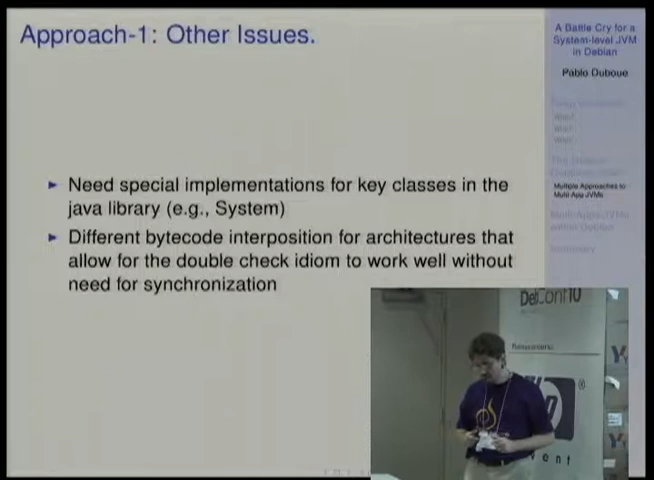 Approach-1: Other Issues.
A Battle Cry for a
System-level JVM
in Debian
Pablo Duboue
Multiple Approaches to
Multi App JVMs
Need special implementations for key classes in the
java library (e.g., System)
Different bytecode interposition for architectures that
allow for the double check idiom to work well without
need for synchronization
DebConf10
hp
®